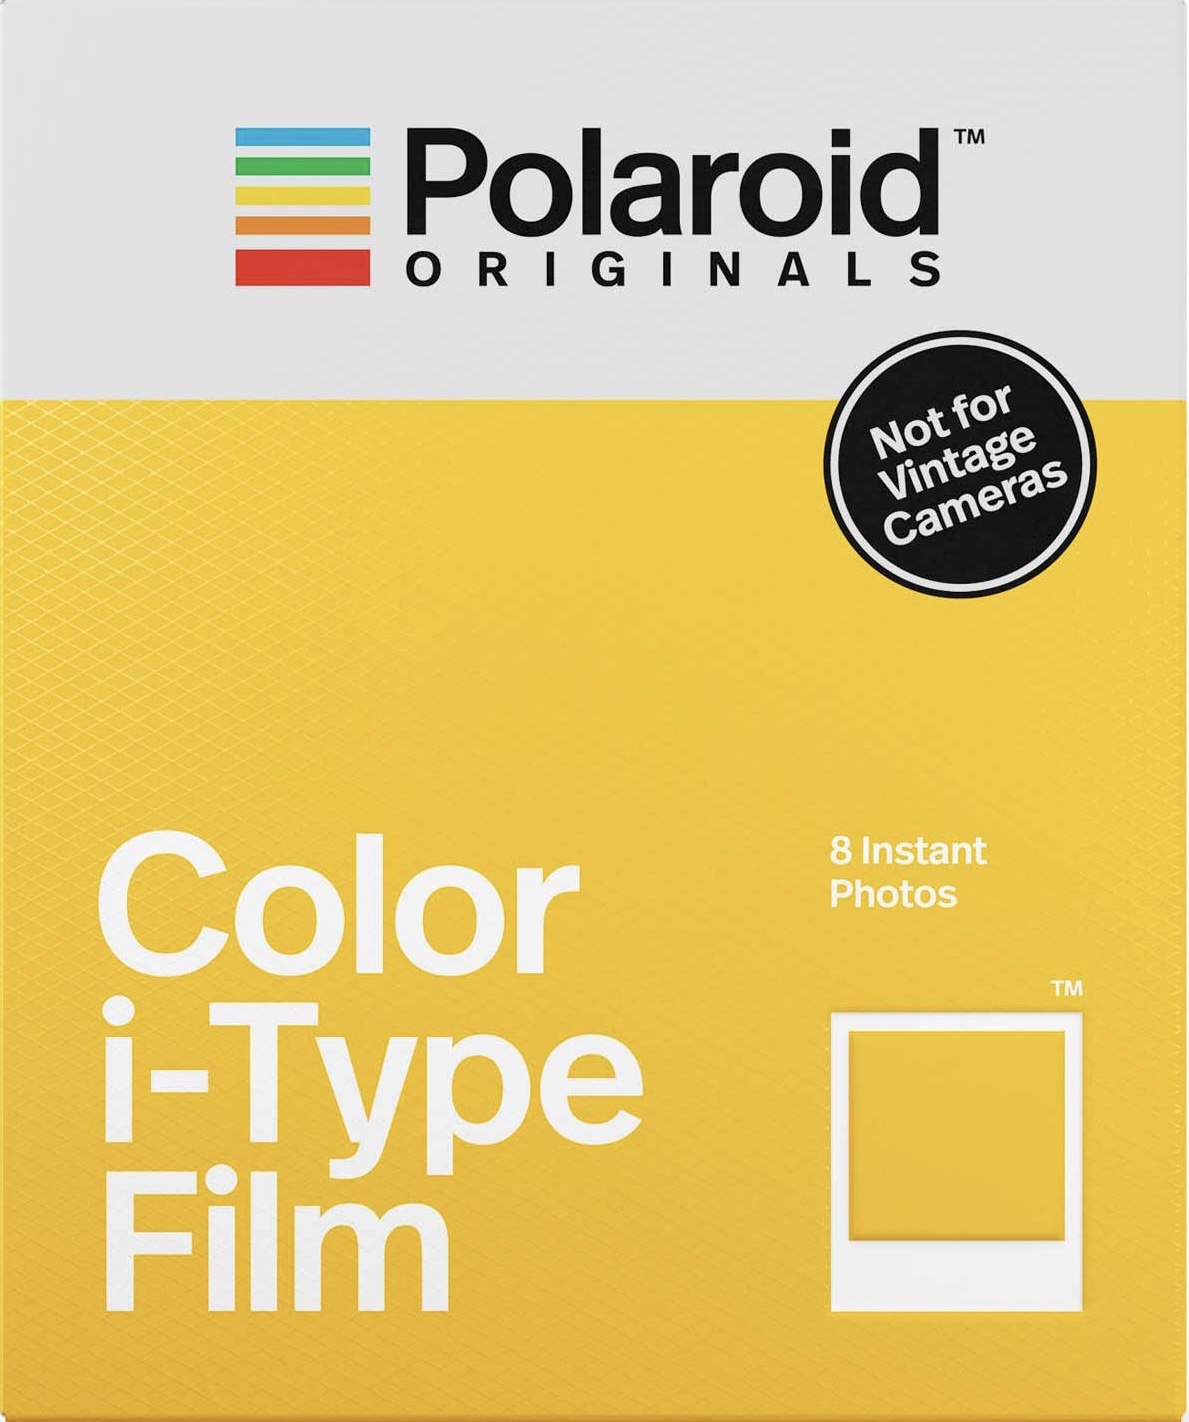 Polaroid™
ORIGINALS
Not for
Vintage
Cameras
Color
i-Type
Film
8 Instant
Photos
™